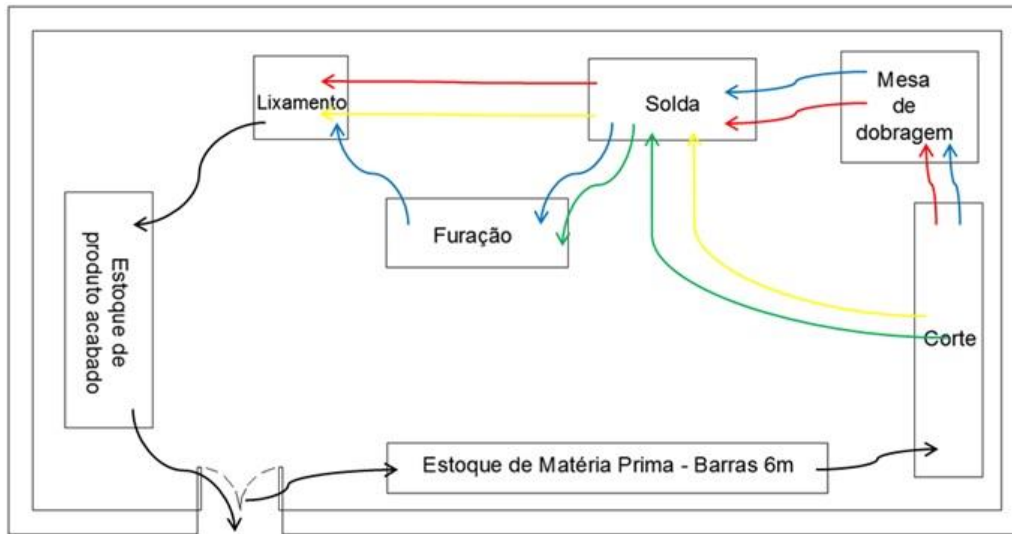 Lixamento
Solda
Mesa
de
dobragem
Furação
Estoque de
produto acabado
Corte
Estoque de Matéria Prima - Barras 6m